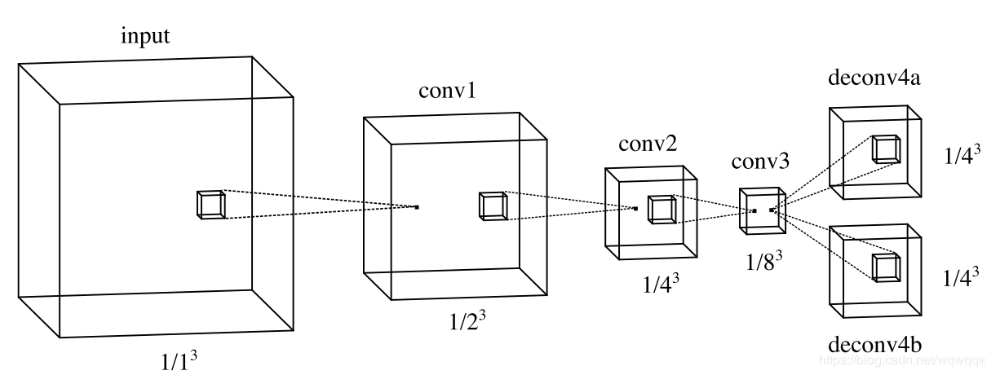 input
1/1³
conv1
1/2³
conv2
1/4³
conv3
1/8³
deconv4a
1/4³
1/4³
deconv4b
https://blog.csdn.net/wqwqqw